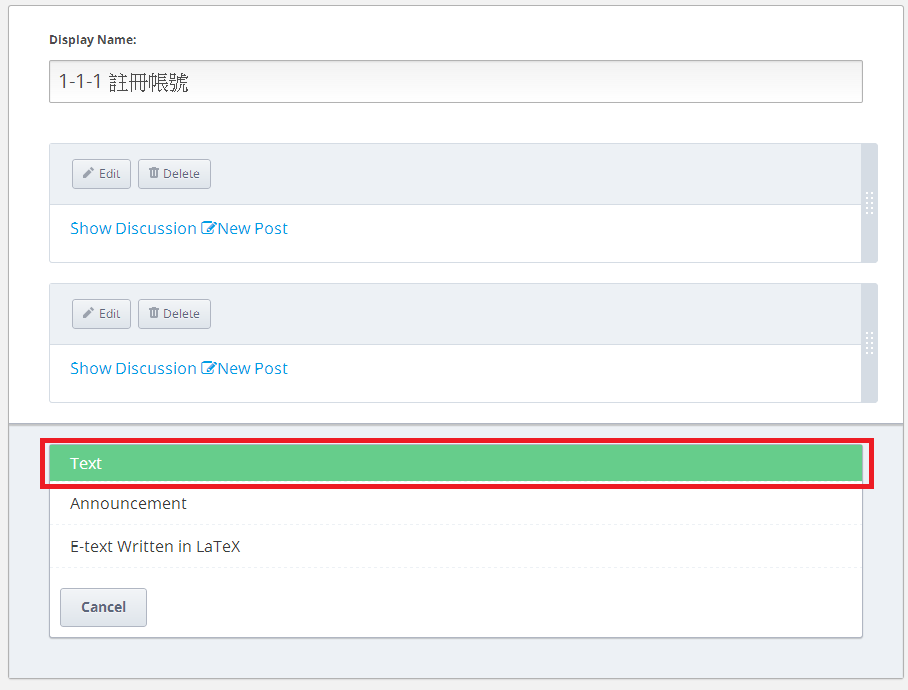 Display Name:
1-1-1 註冊帳號
Edit Delete
Show Discussion New Post
Edit Delete
Show Discussion New Post
Text
Announcement
E-text Written in LaTeX
Cancel